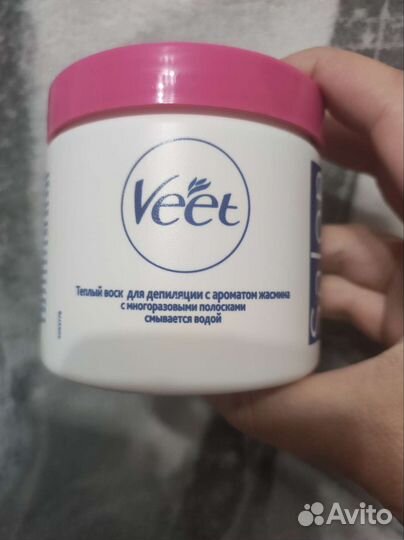 Veet
Теплый воск для депиляции с ароматом жасмина
с многоразовыми полосками
смывается водой
Avito